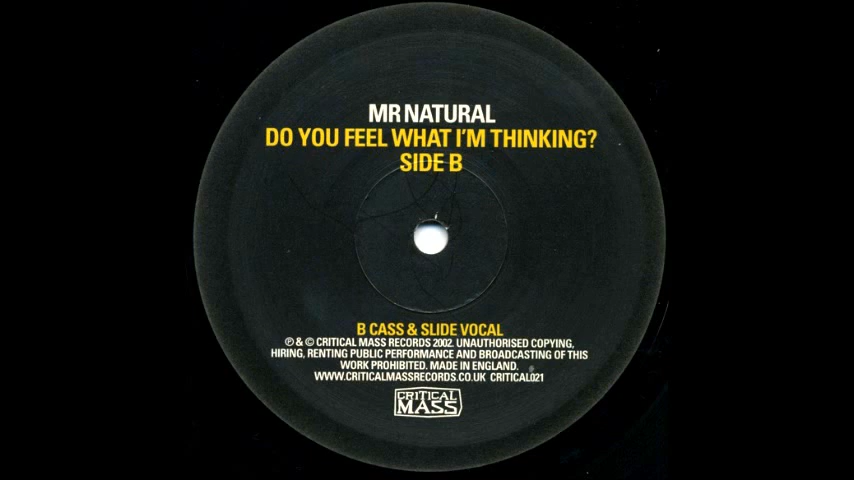 MR NATURAL
DO YOU FEEL WHAT I'M THINKING?
SIDE B
B CASS & SLIDE VOCAL
℗ & © CRITICAL MASS RECORDS 2002. UNAUTHORISED COPYING,
HIRING, RENTING PUBLIC PERFORMANCE AND BROADCASTING OF THIS
WORK PROHIBITED. MADE IN ENGLAND.
WWW.CRITICALMASSRECORDS.CO.UK CRITICAL021
CRITICAL
MASS